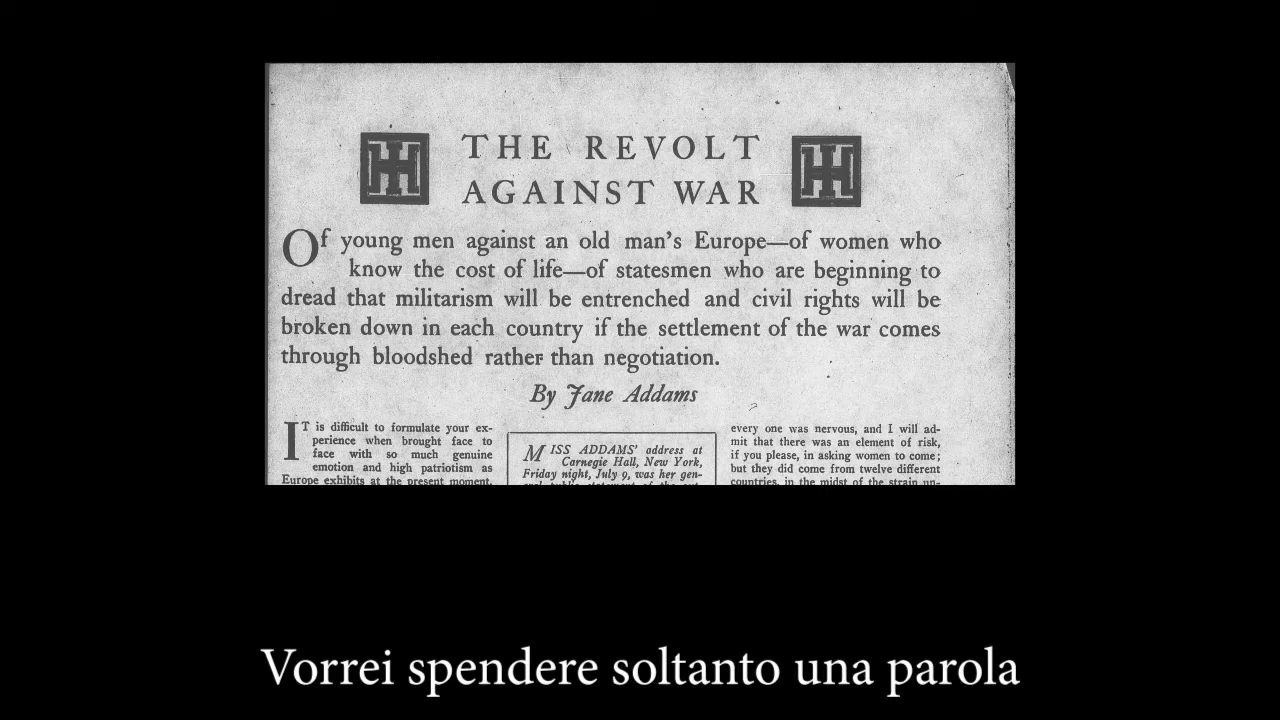 THE REVOLT
AGAINST WAR
Of young men against an old man's Europe—of women who
know the cost of life—of statesmen who are beginning to
dread that militarism will be entrenched and civil rights will be
broken down in each country if the settlement of the war comes
through bloodshed rather than negotiation.
By Jane Addams
IT is difficult to formulate your ex-
perience when brought face to
face with so much genuine
emotion and high patriotism as
Europe exhibits at the present moment.
MISS ADDAMS' address at
Carnegie Hall, New York,
Friday night, July 9, was her gen-
every one was nervous, and I will ad-
mit that there was an element of risk,
if you please, in asking women to come;
but they did come from twelve different
countries, in the midst of the strain un-
Vorrei spendere soltanto una parola